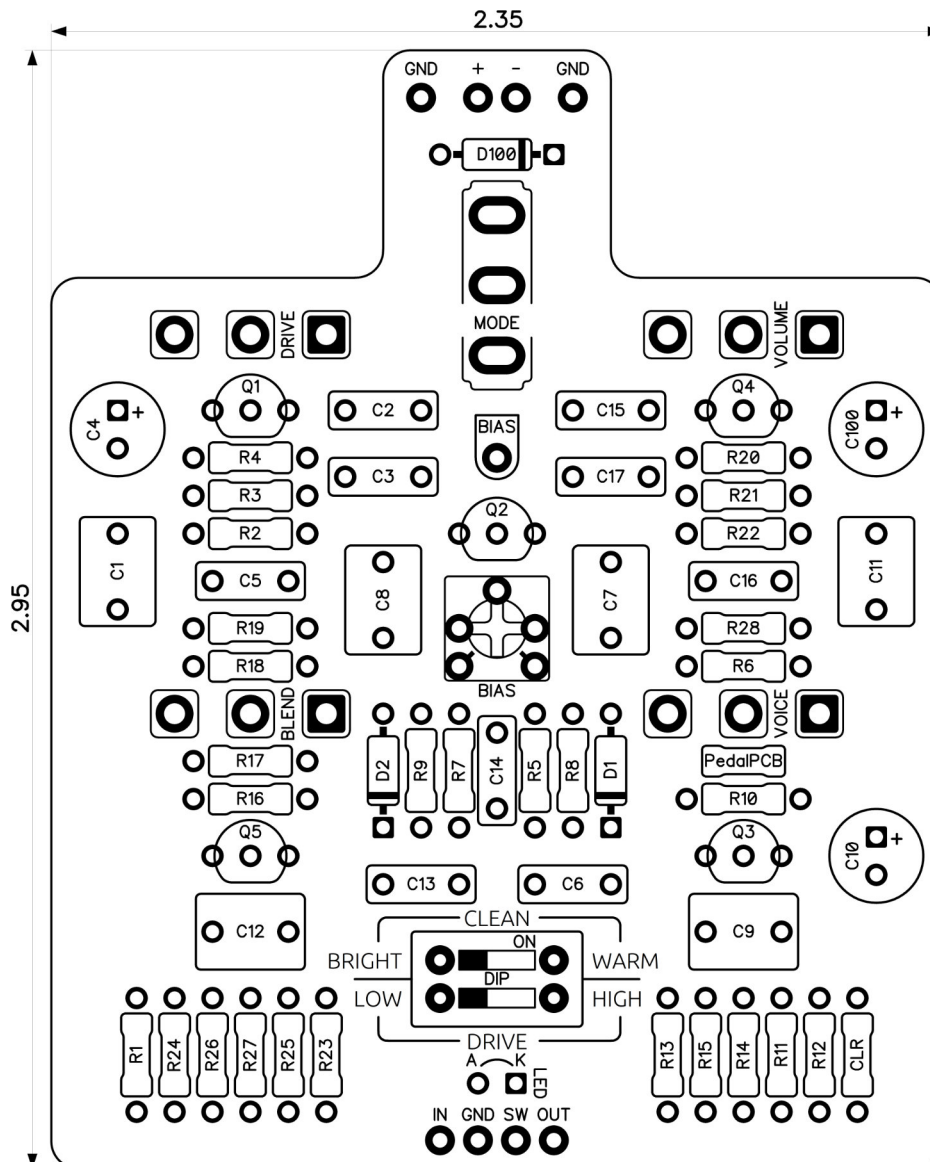 2.35
GND + - GND
D100
2.95
MODE
DRIVE
VOLUME
Q1
Q4
C4 +
C2
C15
C100 +
BIAS
R4
R20
C3
C17
R3
R21
Q2
R2
R22
C1
C5
C8
C7
C16
C11
R19
R28
R18
R6
BIAS
BLEND
VOICE
R17
D2
R9
R7
C14
R5
R8
D1
PedalPCB
R16
R10
Q5
Q3
C10 +
C13
C6
CLEAN
C12
ON
C9
BRIGHT
WARM
DIP
LOW
HIGH
DRIVE
R1
R24
R26
R27
R25
R23
R13
R15
R14
R11
R12
CLR
A K
LED
IN GND SW OUT